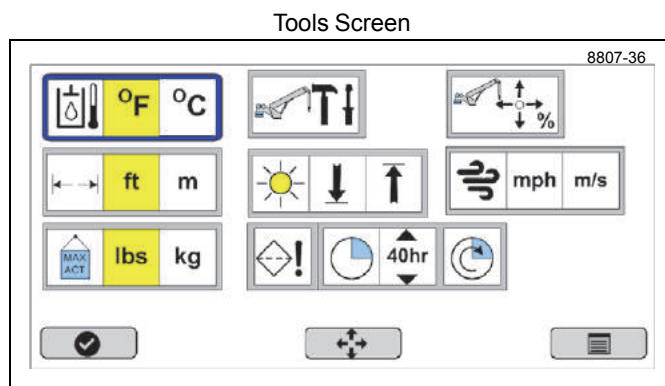 Tools Screen
8807-36
°F °C
%
ft m
mph m/s
MAX
ACT
lbs kg
!
40hr